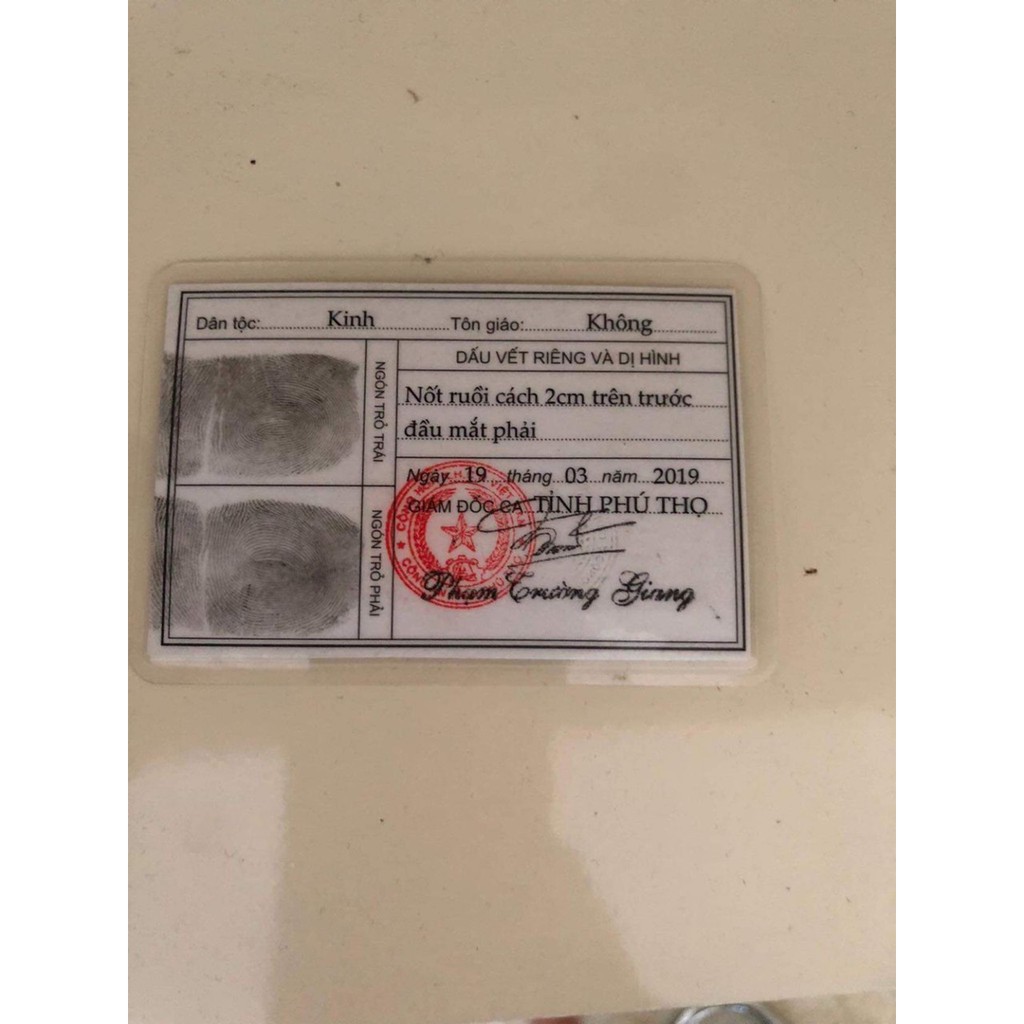 Dân tộc: Kinh Tôn giáo: Không
NGÓN TRỎ TRÁI
DẤU VẾT RIÊNG VÀ DỊ HÌNH
Nốt ruồi cách 2cm trên trước
đầu mắt phải
NGÓN TRỎ PHẢI
Ngày 19 tháng 03 năm 2019
GIÁM ĐỐC CA TỈNH PHÚ THỌ
Phạm Trường Giang